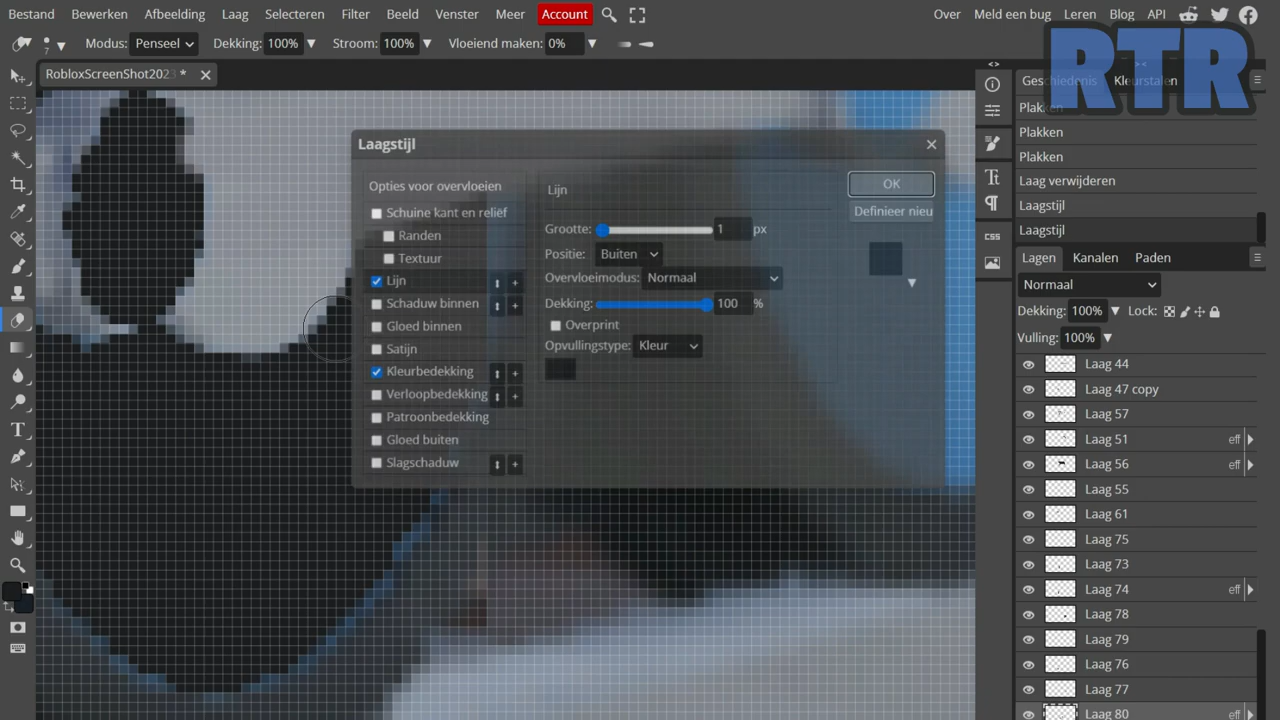 Bestand Bewerken Afbeelding Laag Selecteren Filter Beeld Venster Meer Account Over Meld een bug Leren Blog API
7 Modus: Penseel Dekking: 100% Stroom: 100% Vloeiend maken: 0%
RTR
RobloxScreenShot2023 *
Geschiedenis Kleurstalen
Plakken
Plakken
Plakken
Laag verwijderen
Laagstijl
Laagstijl
Laagstijl
Opties voor overvloeien
Schuine kant en reliëf
Randen
Textuur
Lijn
Schaduw binnen
Gloed binnen
Satijn
Kleurbedekking
Verloopbedekking
Patroonbedekking
Gloed buiten
Slagschaduw
Lijn
Grootte: 1 px
Positie: Buiten
Overvloeimodus: Normaal
Dekking: 100 %
Overprint
Opvullingstype: Kleur
OK
Definieer nieu
CSS
Lagen Kanalen Paden
Normaal
Dekking: 100% Lock:
Vulling: 100%
Laag 44
Laag 47 copy
Laag 57
Laag 51 eff
Laag 56 eff
Laag 55
Laag 61
Laag 75
Laag 73
Laag 74 eff
Laag 78
Laag 79
Laag 76
Laag 77
Laag 80 eff